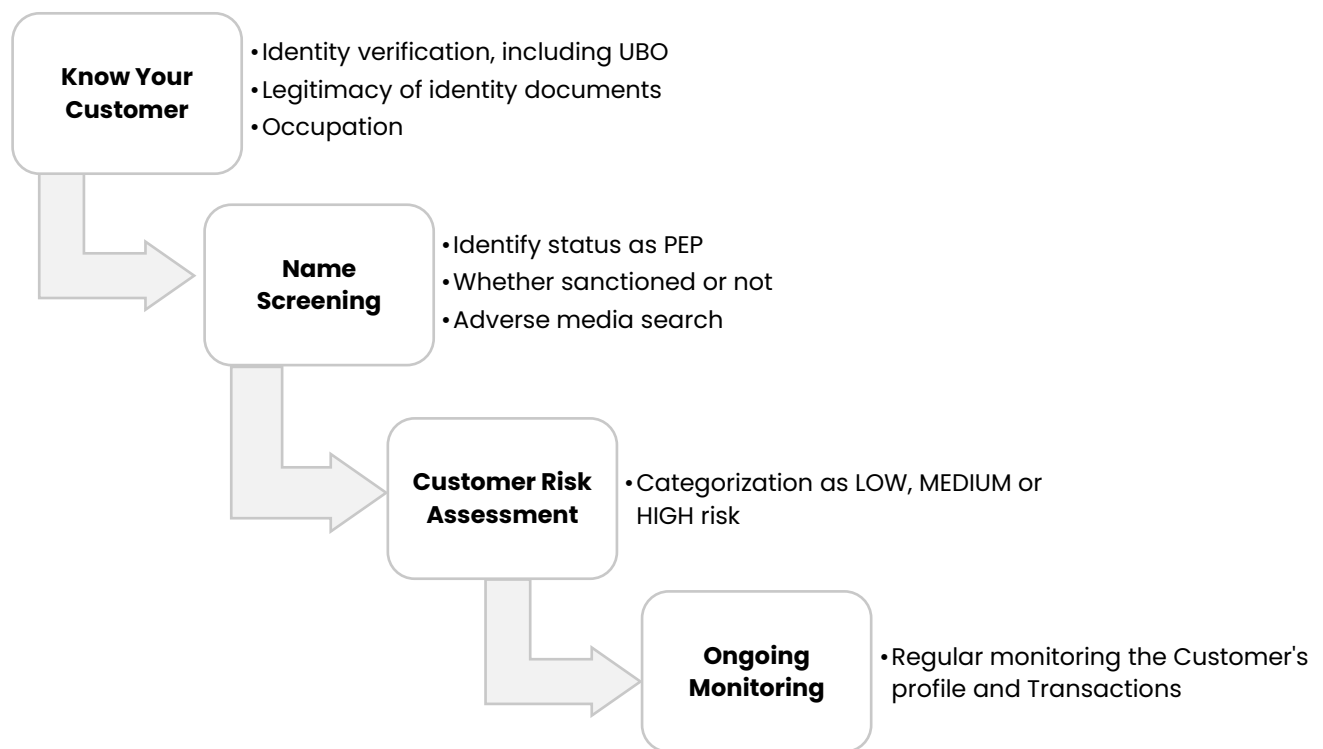 Know Your
Customer
•Identity verification, including UBO
•Legitimacy of identity documents
•Occupation
Name
Screening
•Identify status as PEP
•Whether sanctioned or not
•Adverse media search
Customer Risk
Assessment
•Categorization as LOW, MEDIUM or
HIGH risk
Ongoing
Monitoring
•Regular monitoring the Customer's
profile and Transactions